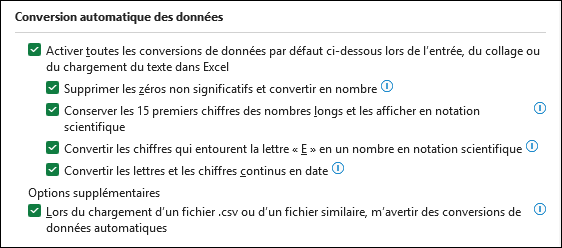 Conversion automatique des données
Activer toutes les conversions de données par défaut ci-dessous lors de l'entrée, du collage ou
du chargement du texte dans Excel
Supprimer les zéros non significatifs et convertir en nombre
Conserver les 15 premiers chiffres des nombres longs et les afficher en notation
scientifique
Convertir les chiffres qui entourent la lettre « E » en un nombre en notation scientifique
Convertir les lettres et les chiffres continus en date
Options supplémentaires
Lors du chargement d'un fichier .csv ou d'un fichier similaire, m'avertir des conversions de
données automatiques